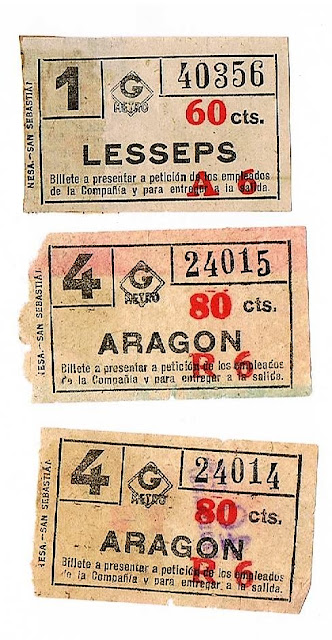 1 G METRO 40356
60 cts.
LESSEPS
Billete a presentar a petición de los empleados
de la Compañía y para entregar a la salida.
A 6
NESA.-SAN SEBASTIÁN
4 G METRO 24015
80 cts.
ARAGON
Billete a presentar a petición de los empleados
de la Compañía y para entregar a la salida.
R 6
NESA.-SAN SEBASTIÁN
4 G METRO 24014
80 cts.
ARAGON
Billete a presentar a petición de los empleados
de la Compañía y para entregar a la salida.
R 6
NESA.-SAN SEBASTIÁN